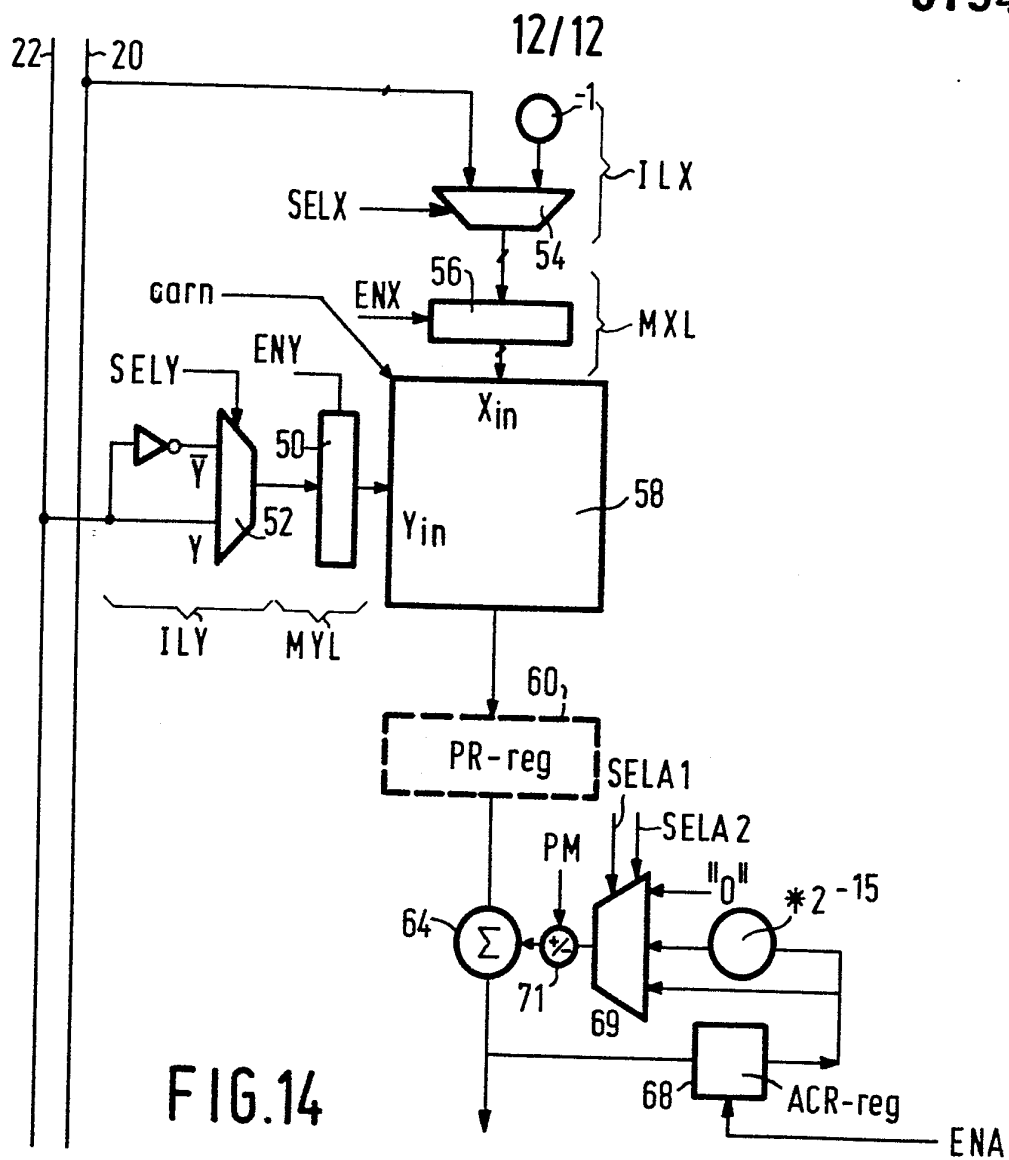 12/12
22
20
-1
ILX
SELX
54
56
carn
ENX
MXL
ENY
SELY
Xin
50
Y̅
58
52
Yin
Y
ILY
MYL
60
PR-reg
SELA1
SELA2
PM
"0"
*2 -15
64
Σ
+/-
71
69
FIG.14
68
ACR-reg
ENA